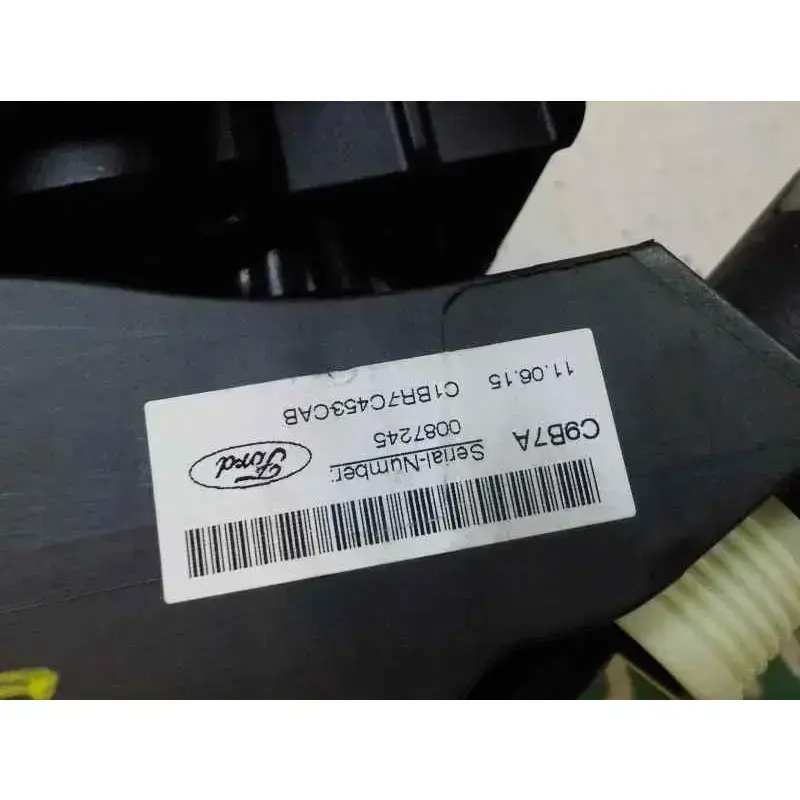 C9B7A
Serial-Number:
0087245
Ford
11.06.15 C1BR7C453CAB